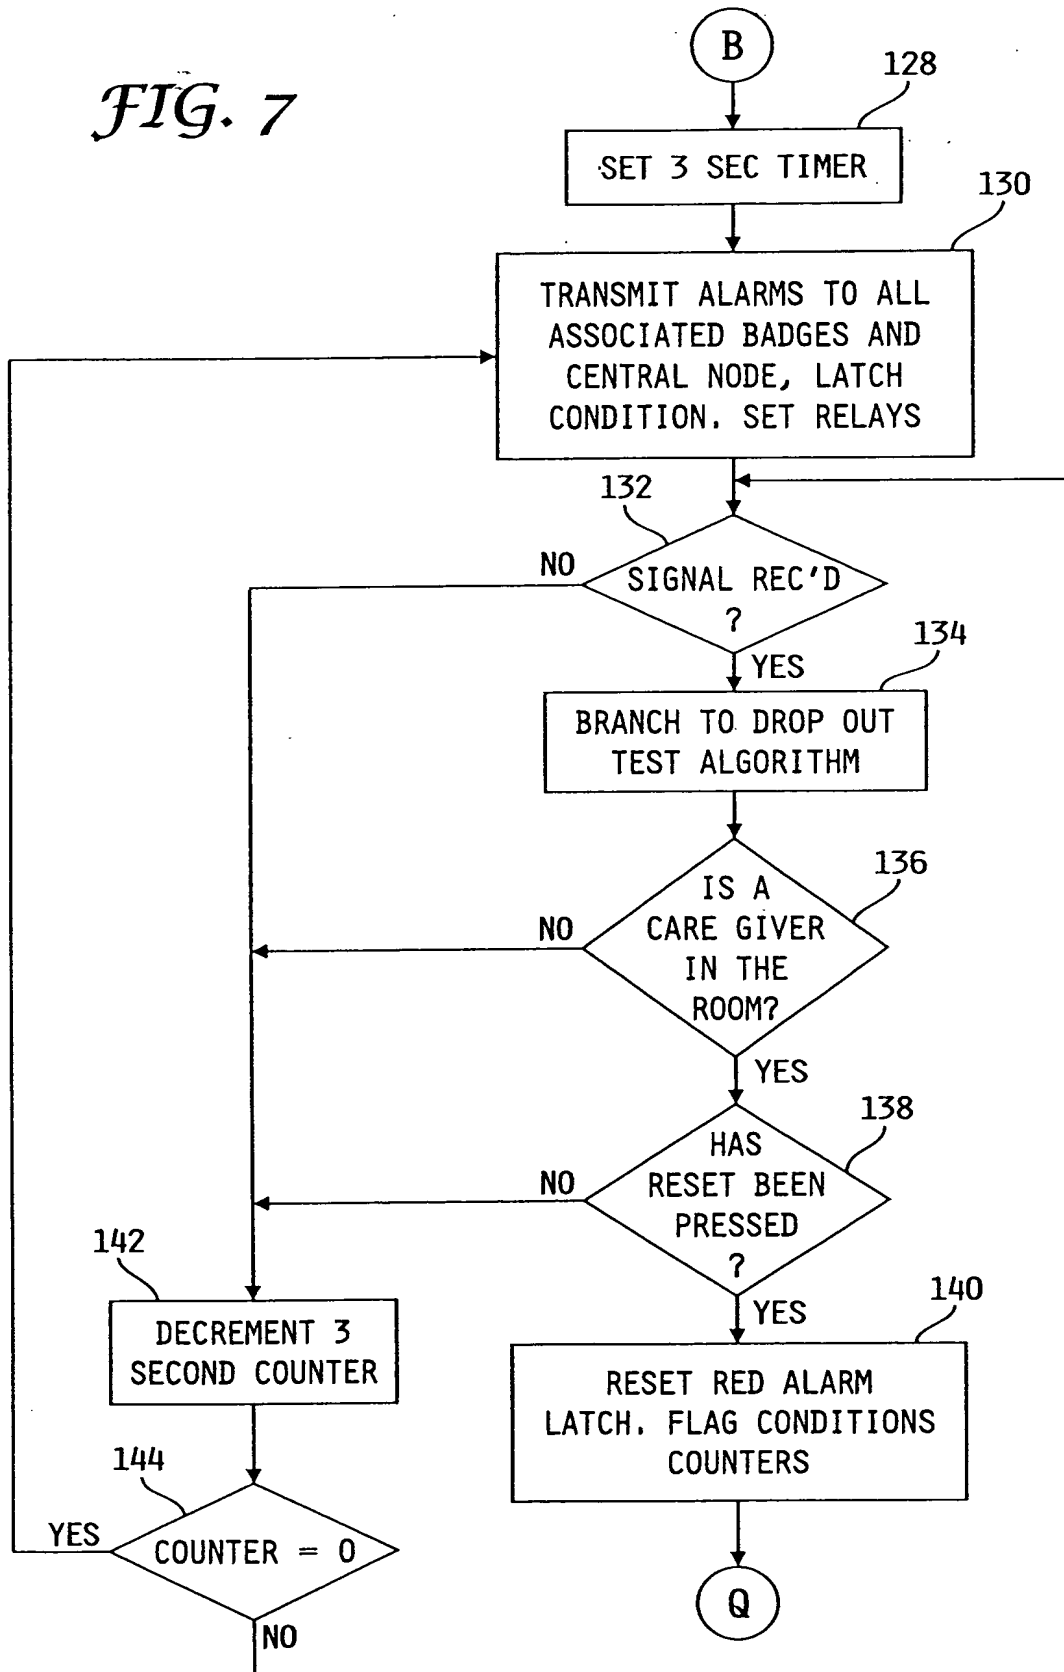 FIG. 7
B
128
SET 3 SEC TIMER
130
TRANSMIT ALARMS TO ALL
ASSOCIATED BADGES AND
CENTRAL NODE, LATCH
CONDITION. SET RELAYS
132
NO
SIGNAL REC'D
?
YES
134
BRANCH TO DROP OUT
TEST ALGORITHM
136
NO
IS A
CARE GIVER
IN THE
ROOM?
YES
138
NO
HAS
RESET BEEN
PRESSED
?
YES
140
RESET RED ALARM
LATCH. FLAG CONDITIONS
COUNTERS
Q
142
DECREMENT 3
SECOND COUNTER
144
YES
COUNTER = 0
NO